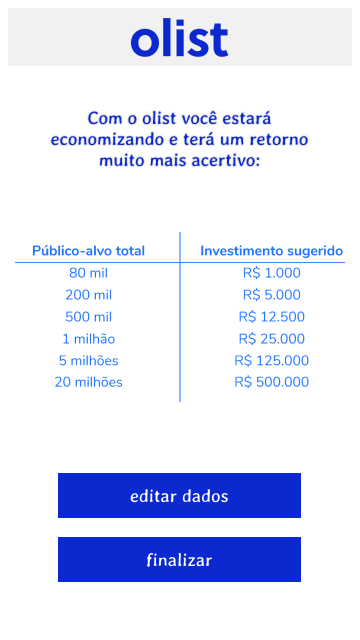 olist
Com o olist você estará
economizando e terá um retorno
muito mais acertivo:
Público-alvo total Investimento sugerido
80 mil R$ 1.000
200 mil R$ 5.000
500 mil R$ 12.500
1 milhão R$ 25.000
5 milhões R$ 125.000
20 milhões R$ 500.000
editar dados
finalizar